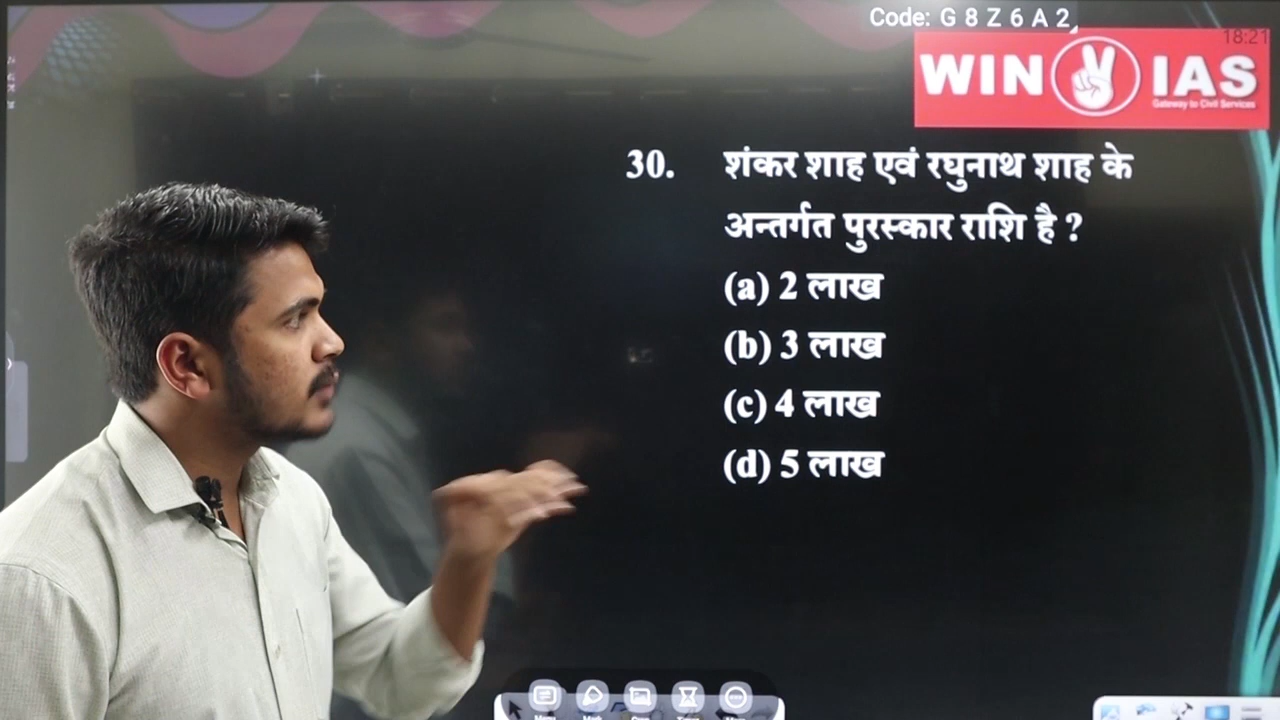 Code: G 8 Z 6 A 2
18:21
WIN IAS
Gateway to Civil Services
30. शंकर शाह एवं रघुनाथ शाह के
अन्तर्गत पुरस्कार राशि है ?
(a) 2 लाख
(b) 3 लाख
(c) 4 लाख
(d) 5 लाख